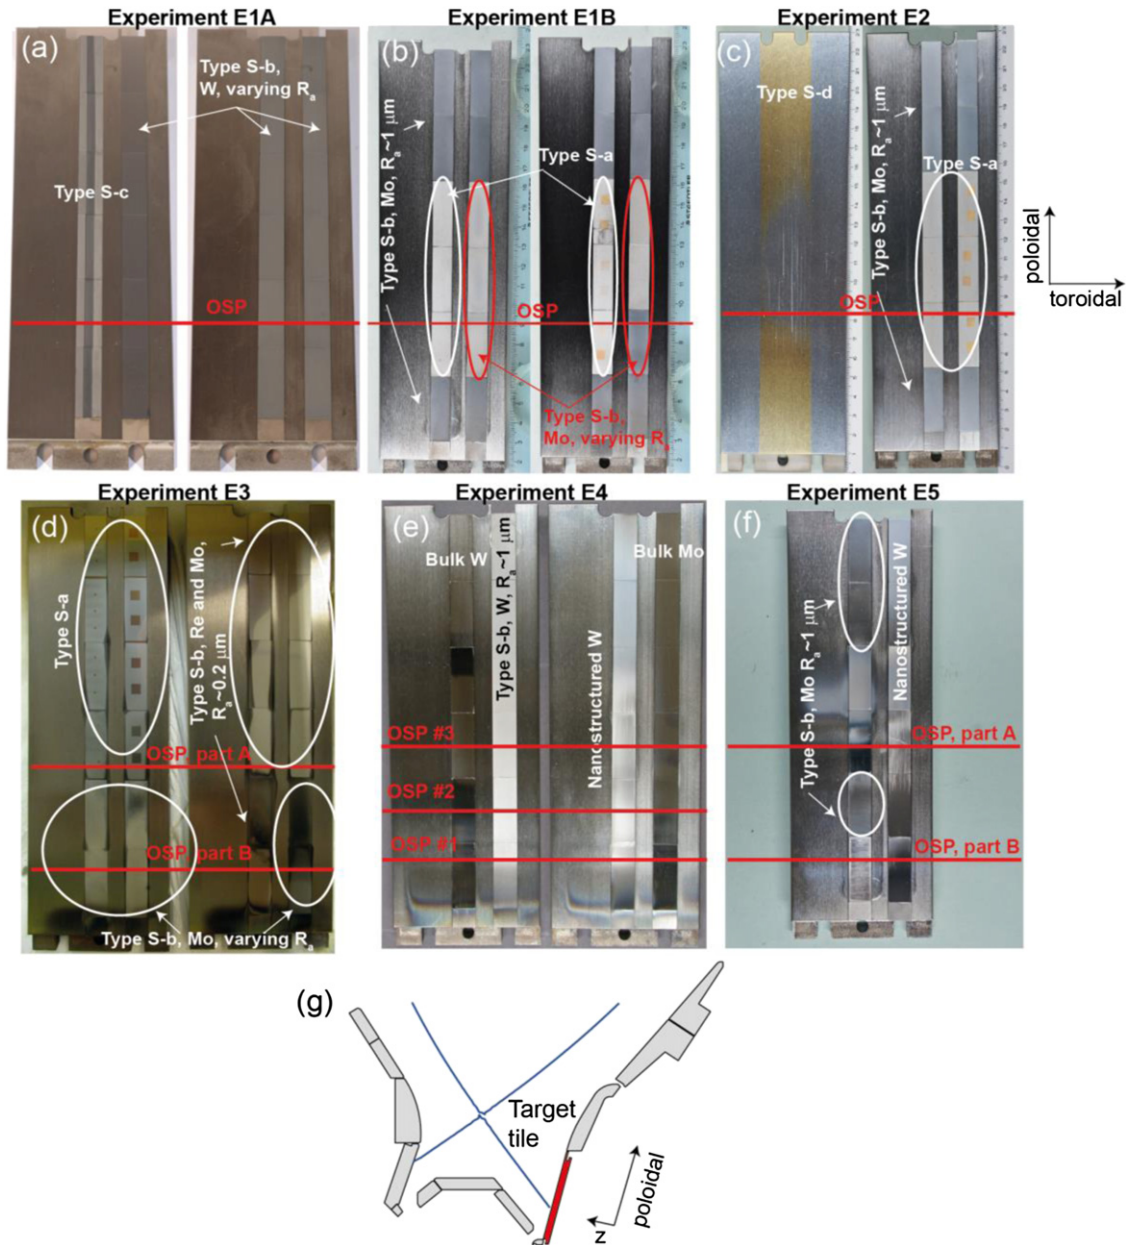 Experiment E1A
Experiment E1B
Experiment E2
(a)
Type S-b,
W, varying Ra
Type S-c
OSP
(b)
Type S-b, Mo, Ra~1 μm
Type S-a
OSP
Type S-b,
Mo, varying Ra
(c)
Type S-d
Type S-b, Mo, Ra~1 μm
Type S-a
OSP
poloidal
toroidal
Experiment E3
Experiment E4
Experiment E5
(d)
Type S-a
Type S-b, Re and Mo,
Ra~0.2 μm
OSP, part A
OSP, part B
Type S-b, Mo, varying Ra
(e)
Bulk W
Type S-b, W, Ra~1 μm
Nanostructured W
Bulk Mo
OSP #3
OSP #2
OSP #1
(f)
Type S-b, Mo Ra~1 μm
Nanostructured W
OSP, part A
OSP, part B
(g)
Target
tile
poloidal
z